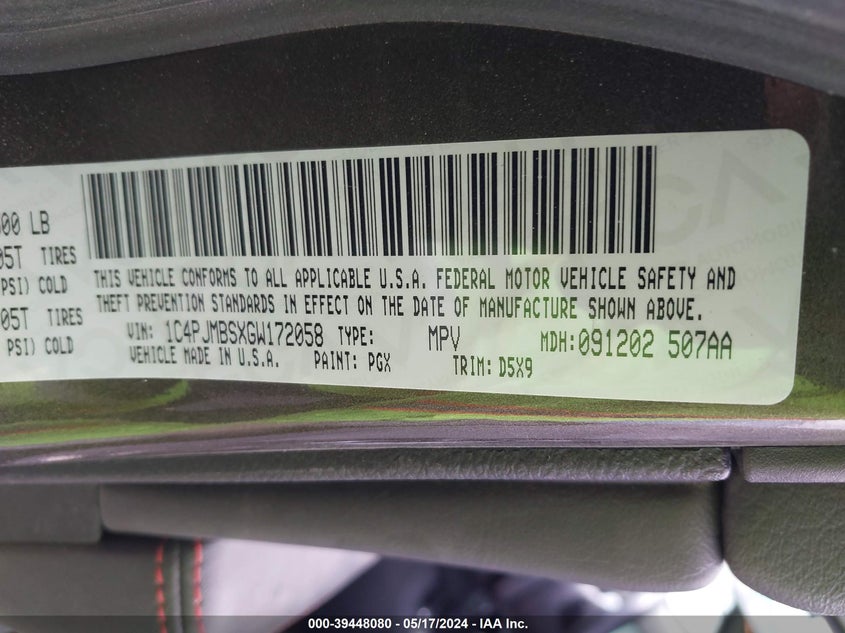 00 LB
05T TIRES
PSI) COLD
05T TIRES
PSI) COLD
THIS VEHICLE CONFORMS TO ALL APPLICABLE U.S.A. FEDERAL MOTOR VEHICLE SAFETY AND
THEFT PREVENTION STANDARDS IN EFFECT ON THE DATE OF MANUFACTURE SHOWN ABOVE.
VIN: 1C4PJMBSXGW172058 TYPE: MPV MDH:091202 507AA
VEHICLE MADE IN U.S.A. PAINT: PGX TRIM: D5X9
000-39448080 - 05/17/2024 - IAA Inc.